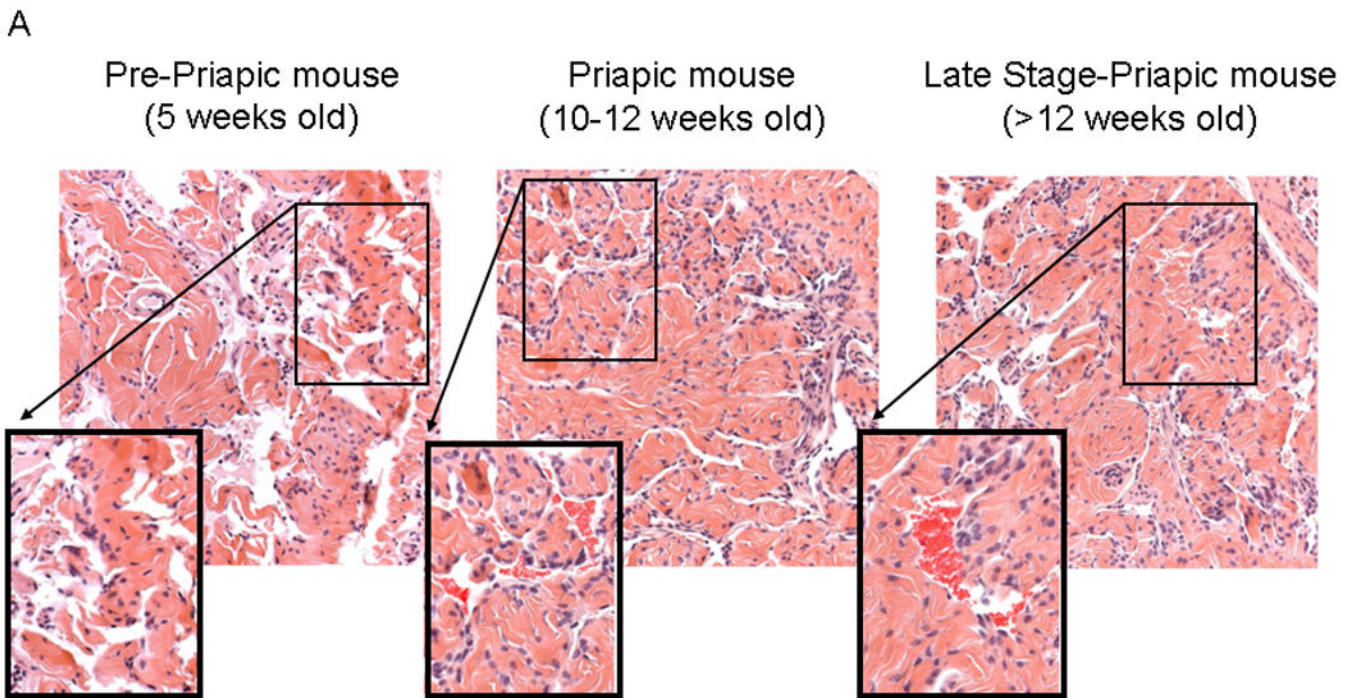 A
Pre-Priapic mouse
(5 weeks old)
Priapic mouse
(10-12 weeks old)
Late Stage-Priapic mouse
(>12 weeks old)